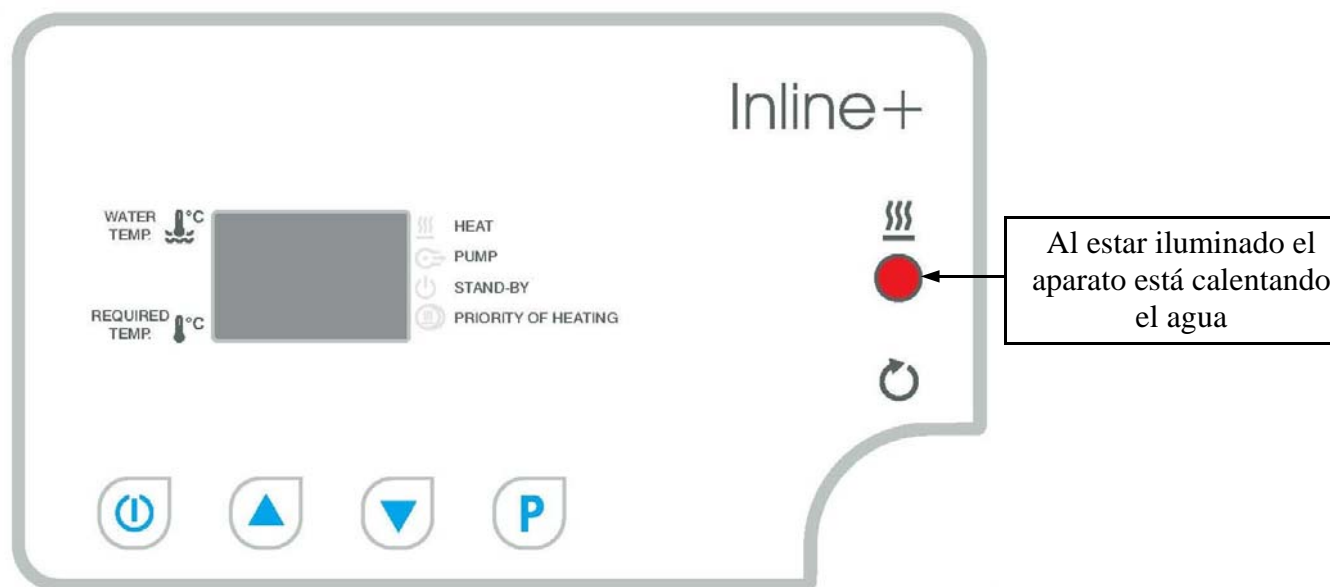 Inline+
WATER
TEMP.
°C
HEAT
PUMP
STAND-BY
PRIORITY OF HEATING
REQUIRED
TEMP.
°C
Al estar iluminado el
aparato está calentando
el agua
P